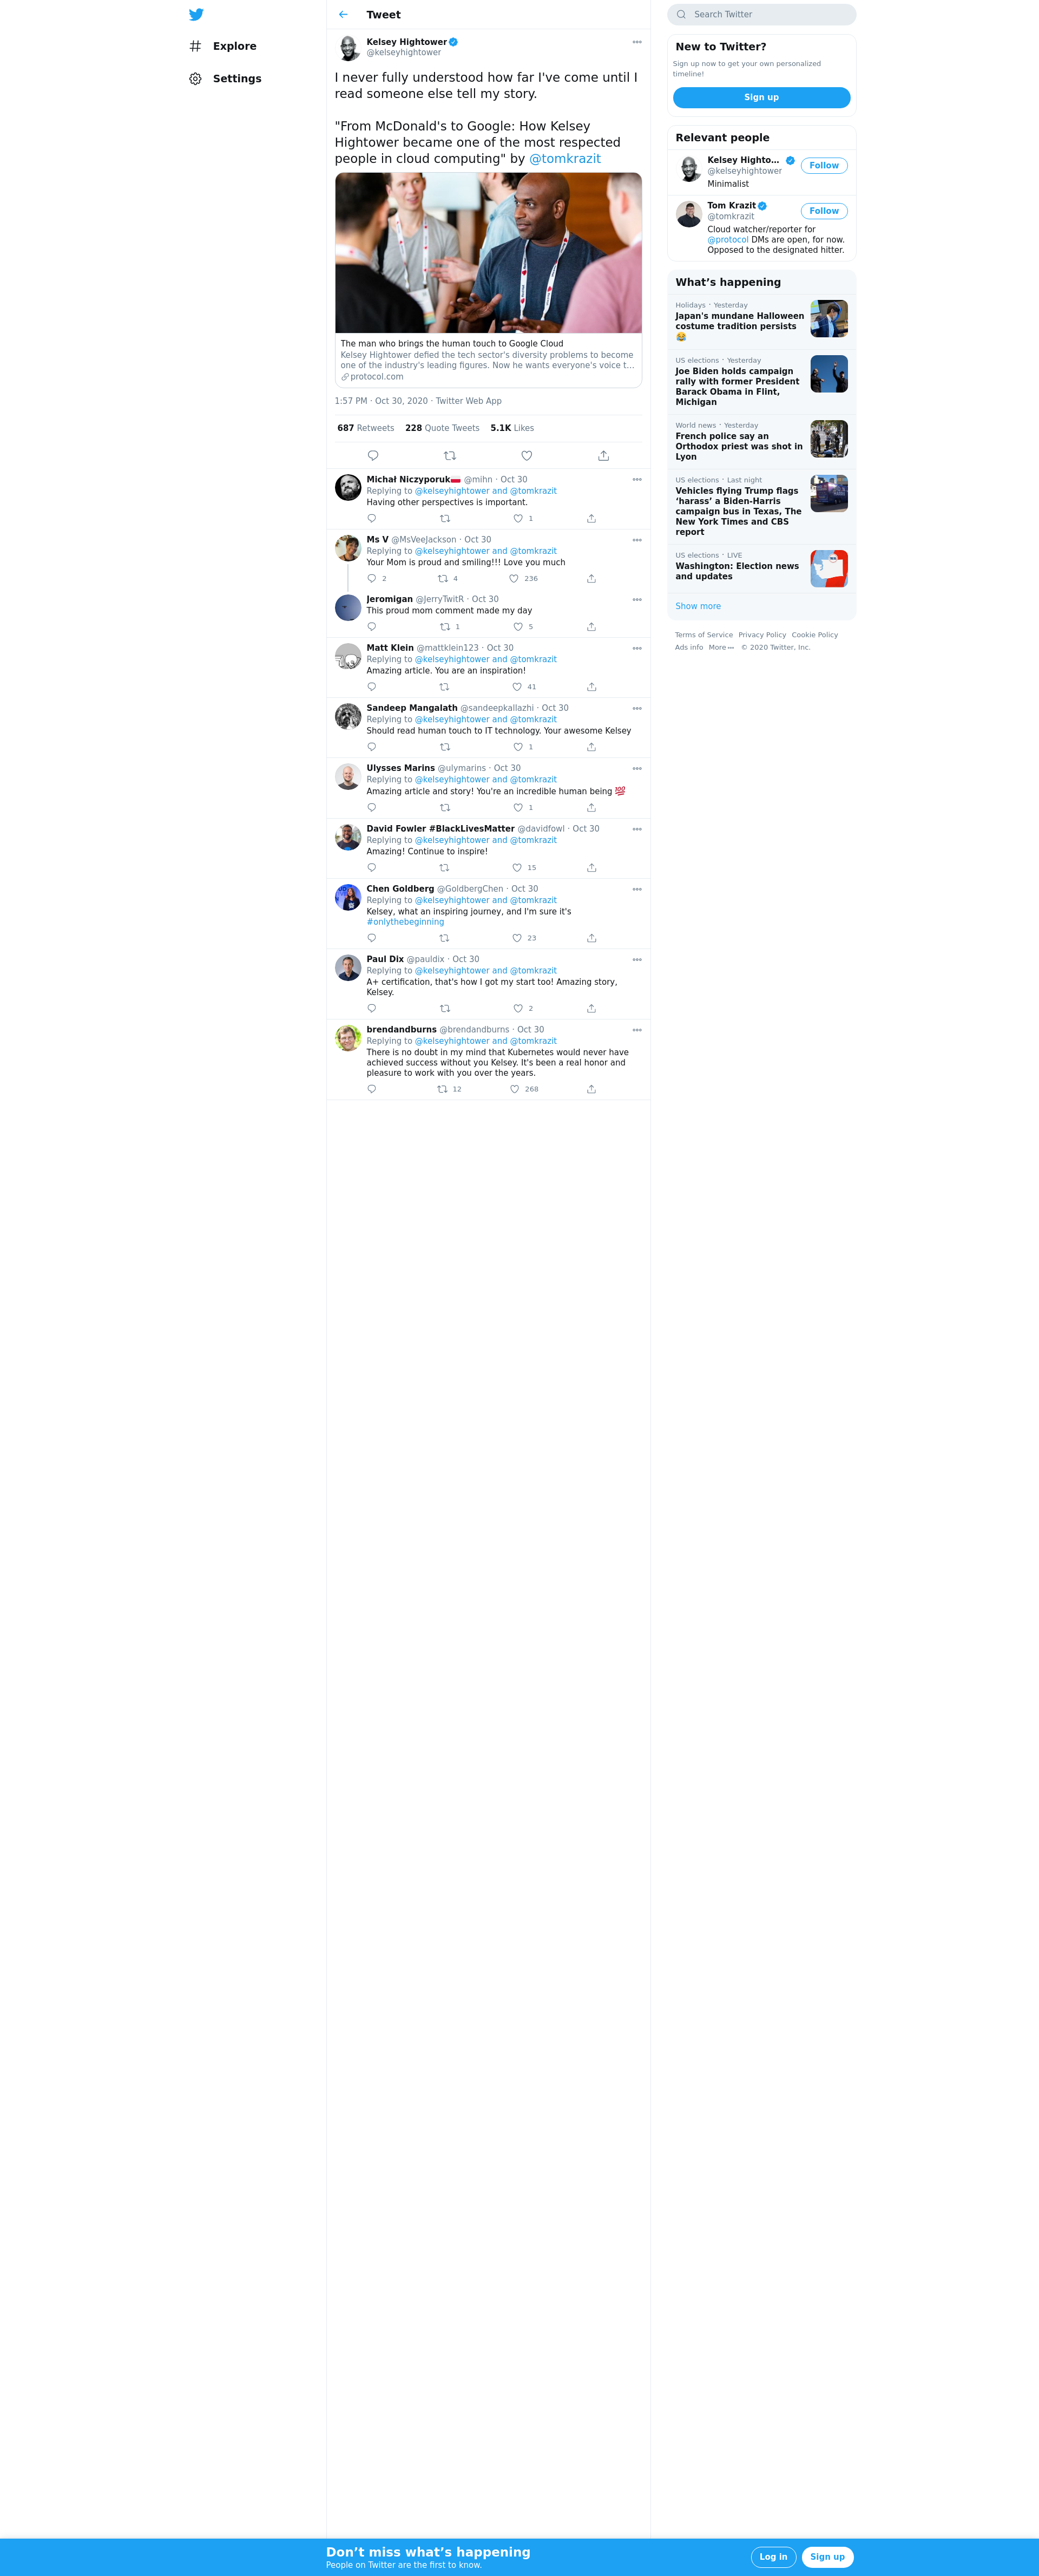 Explore
Settings
Tweet
Kelsey Hightower
@kelseyhightower
I never fully understood how far I've come until I
read someone else tell my story.
"From McDonald's to Google: How Kelsey
Hightower became one of the most respected
people in cloud computing" by @tomkrazit
The man who brings the human touch to Google Cloud
Kelsey Hightower defied the tech sector's diversity problems to become
one of the industry's leading figures. Now he wants everyone's voice t…
protocol.com
1:57 PM · Oct 30, 2020 · Twitter Web App
687 Retweets 228 Quote Tweets 5.1K Likes
Michał Niczyporuk🇵🇱 @mihn · Oct 30
Replying to @kelseyhightower and @tomkrazit
Having other perspectives is important.
1
Ms V @MsVeeJackson · Oct 30
Replying to @kelseyhightower and @tomkrazit
Your Mom is proud and smiling!!! Love you much
2 4 236
Jeromigan @JerryTwitR · Oct 30
This proud mom comment made my day
1 5
Matt Klein @mattklein123 · Oct 30
Replying to @kelseyhightower and @tomkrazit
Amazing article. You are an inspiration!
41
Sandeep Mangalath @sandeepkallazhi · Oct 30
Replying to @kelseyhightower and @tomkrazit
Should read human touch to IT technology. Your awesome Kelsey
1
Ulysses Marins @ulymarins · Oct 30
Replying to @kelseyhightower and @tomkrazit
Amazing article and story! You're an incredible human being 💯
1
David Fowler #BlackLivesMatter @davidfowl · Oct 30
Replying to @kelseyhightower and @tomkrazit
Amazing! Continue to inspire!
15
Chen Goldberg @GoldbergChen · Oct 30
Replying to @kelseyhightower and @tomkrazit
Kelsey, what an inspiring journey, and I'm sure it's
#onlythebeginning
23
Paul Dix @pauldix · Oct 30
Replying to @kelseyhightower and @tomkrazit
A+ certification, that's how I got my start too! Amazing story,
Kelsey.
2
brendandburns @brendandburns · Oct 30
Replying to @kelseyhightower and @tomkrazit
There is no doubt in my mind that Kubernetes would never have
achieved success without you Kelsey. It's been a real honor and
pleasure to work with you over the years.
12 268
Search Twitter
New to Twitter?
Sign up now to get your own personalized
timeline!
Sign up
Relevant people
Kelsey Highto…
@kelseyhightower
Follow
Minimalist
Tom Krazit
@tomkrazit
Follow
Cloud watcher/reporter for
@protocol DMs are open, for now.
Opposed to the designated hitter.
What's happening
Holidays · Yesterday
Japan's mundane Halloween
costume tradition persists
😂
US elections · Yesterday
Joe Biden holds campaign
rally with former President
Barack Obama in Flint,
Michigan
World news · Yesterday
French police say an
Orthodox priest was shot in
Lyon
US elections · Last night
Vehicles flying Trump flags
‘harass’ a Biden-Harris
campaign bus in Texas, The
New York Times and CBS
report
US elections · LIVE
Washington: Election news
and updates
Show more
Terms of Service Privacy Policy Cookie Policy
Ads info More © 2020 Twitter, Inc.
Don’t miss what’s happening
People on Twitter are the first to know.
Log in
Sign up